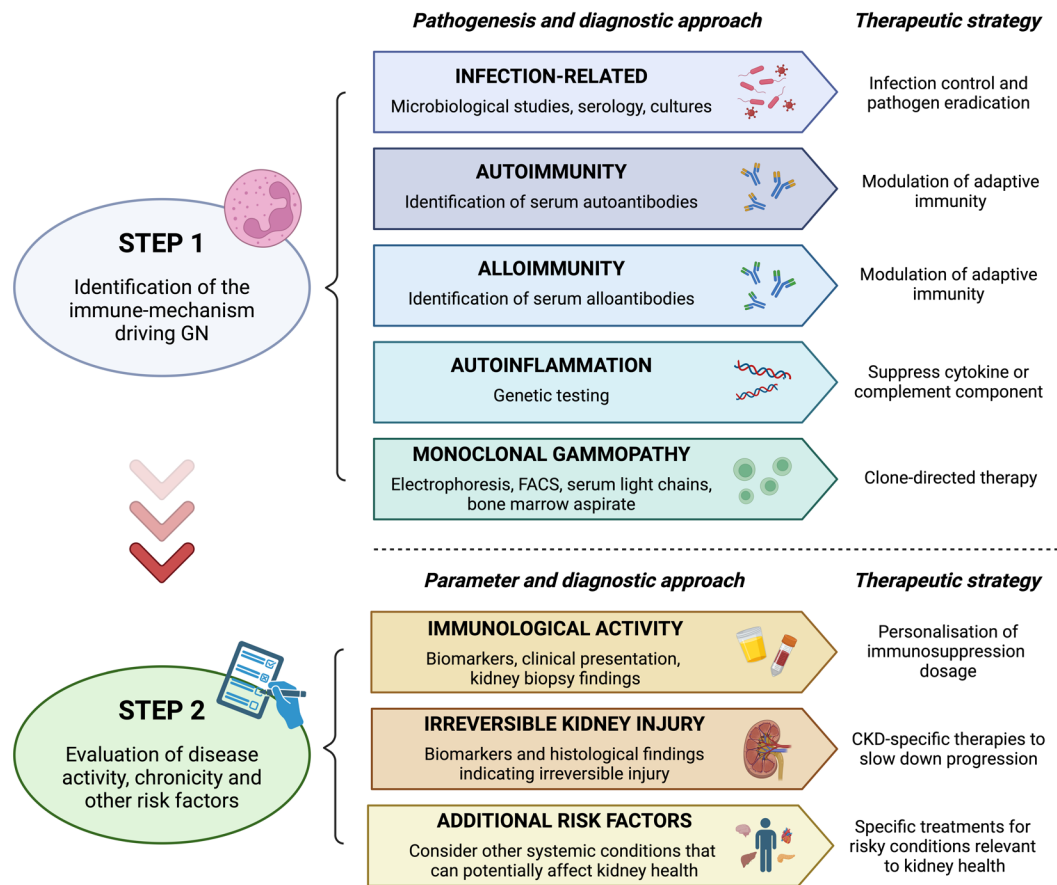 Pathogenesis and diagnostic approach
Therapeutic strategy
STEP 1
Identification of the
immune-mechanism
driving GN
INFECTION-RELATED
Microbiological studies, serology, cultures
Infection control and
pathogen eradication
AUTOIMMUNITY
Identification of serum autoantibodies
Modulation of adaptive
immunity
ALLOIMMUNITY
Identification of serum alloantibodies
Modulation of adaptive
immunity
AUTOINFLAMMATION
Genetic testing
Suppress cytokine or
complement component
MONOCLONAL GAMMOPATHY
Electrophoresis, FACS, serum light chains,
bone marrow aspirate
Clone-directed therapy
Parameter and diagnostic approach
Therapeutic strategy
STEP 2
Evaluation of disease
activity, chronicity and
other risk factors
IMMUNOLOGICAL ACTIVITY
Biomarkers, clinical presentation,
kidney biopsy findings
Personalisation of
immunosuppression
dosage
IRREVERSIBLE KIDNEY INJURY
Biomarkers and histological findings
indicating irreversible injury
CKD-specific therapies to
slow down progression
ADDITIONAL RISK FACTORS
Consider other systemic conditions that
can potentially affect kidney health
Specific treatments for
risky conditions relevant
to kidney health